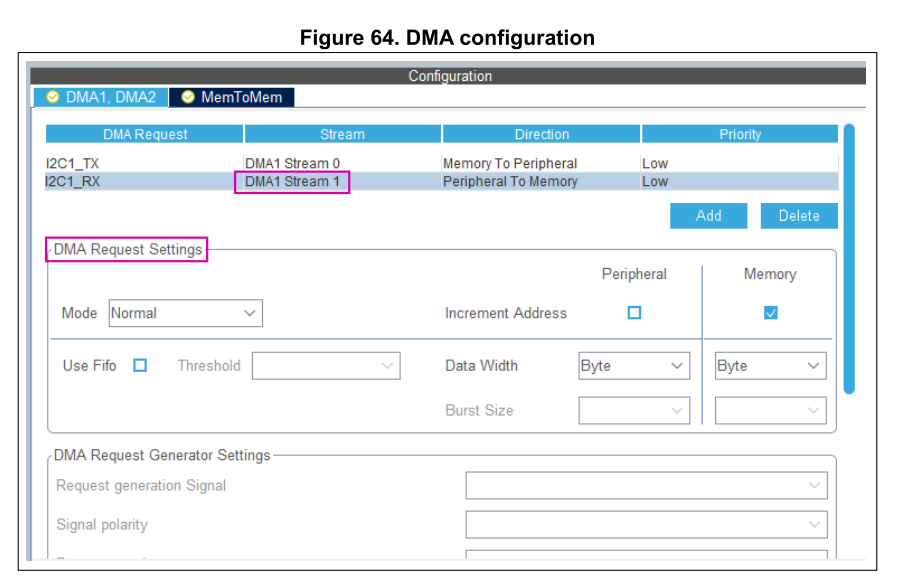 Figure 64. DMA configuration
Configuration
DMA1, DMA2 MemToMem
DMA Request Stream Direction Priority
I2C1_TX DMA1 Stream 0 Memory To Peripheral Low
I2C1_RX DMA1 Stream 1 Peripheral To Memory Low
Add Delete
DMA Request Settings
Peripheral Memory
Mode Normal Increment Address
Use Fifo Threshold Data Width Byte Byte
Burst Size
DMA Request Generator Settings
Request generation Signal
Signal polarity